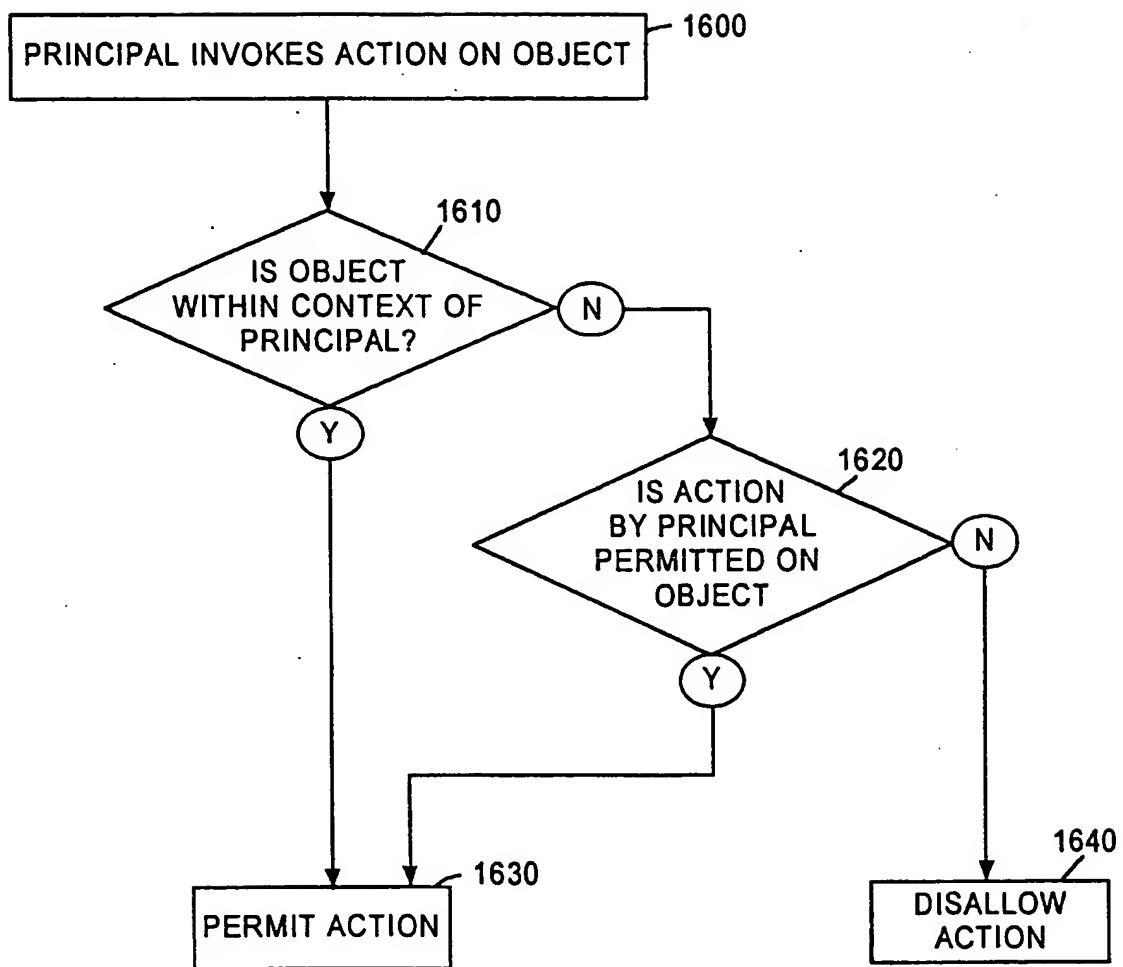 1600
PRINCIPAL INVOKES ACTION ON OBJECT
1610
IS OBJECT
WITHIN CONTEXT OF
PRINCIPAL?
N
Y
1620
IS ACTION
BY PRINCIPAL
PERMITTED ON
OBJECT
N
Y
1630
PERMIT ACTION
1640
DISALLOW
ACTION